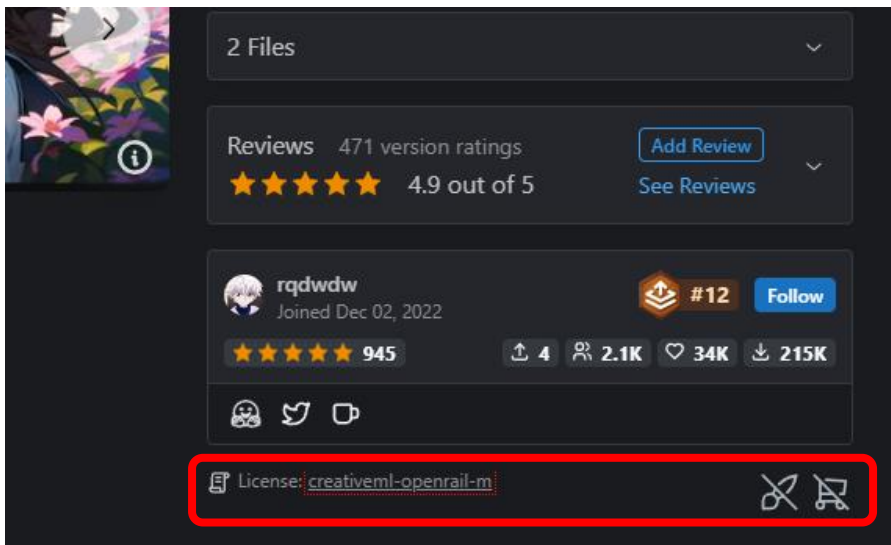 2 Files
Reviews 471 version ratings Add Review
4.9 out of 5 See Reviews
rqdwdw #12 Follow
Joined Dec 02, 2022
945 4 2.1K 34K 215K
License: creativeml-openrail-m